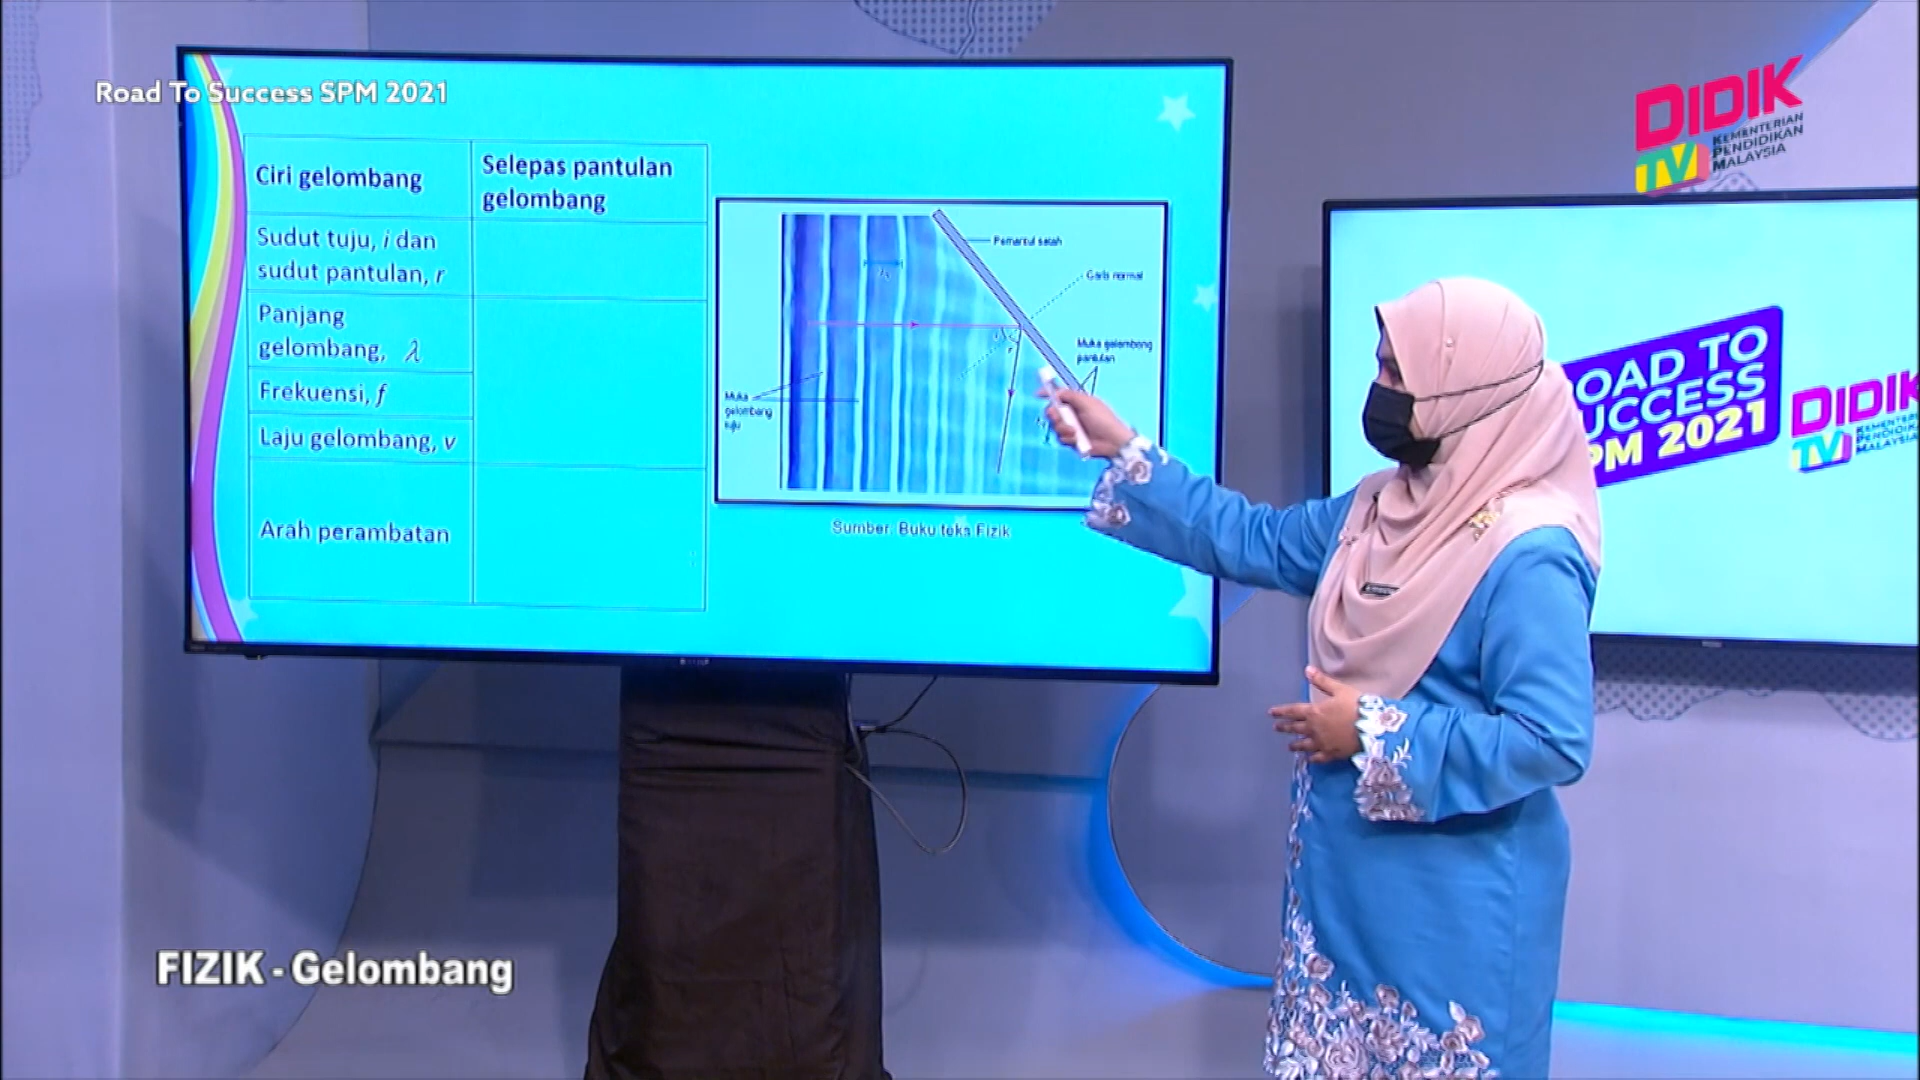 Road To Success SPM 2021
DIDIK
TV
KEMENTERIAN
PENDIDIKAN
MALAYSIA
Ciri gelombang
Selepas pantulan
gelombang
Sudut tuju, i dan
sudut pantulan, r
Panjang
gelombang, λ
Frekuensi, f
Laju gelombang, v
Arah perambatan
Garis normal
Muka gelombang
pantulan
Muka
gelombang
tuju
i
r
Sumber: Buku teks Fizik
ROAD TO
SUCCESS
SPM 2021
DIDIK
TV
FIZIK - Gelombang